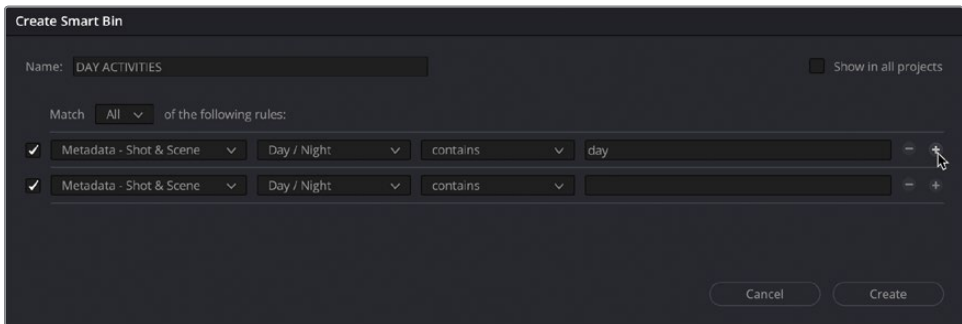 Create Smart Bin
Name: DAY ACTIVITIES Show in all projects
Match All of the following rules:
Metadata - Shot & Scene Day / Night contains day
Metadata - Shot & Scene Day / Night contains
Cancel Create